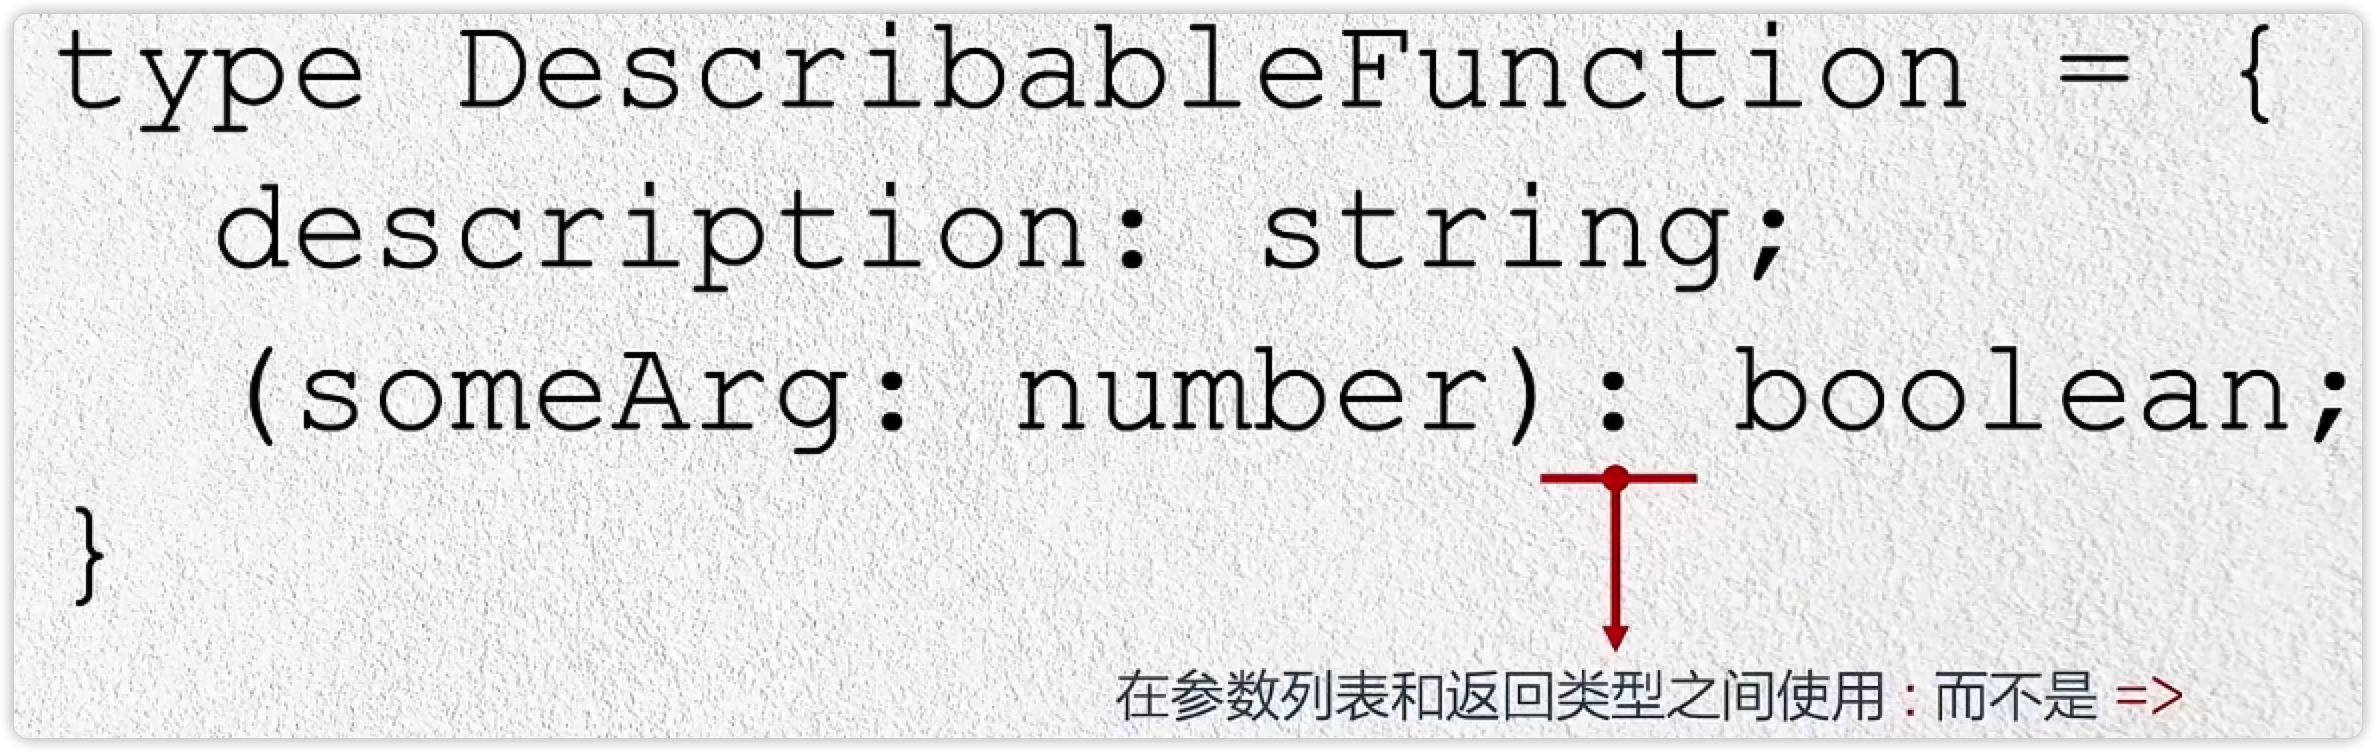 type DescribableFunction = {
description: string;
(someArg: number): boolean;
}
在参数列表和返回类型之间使用 : 而不是 =>